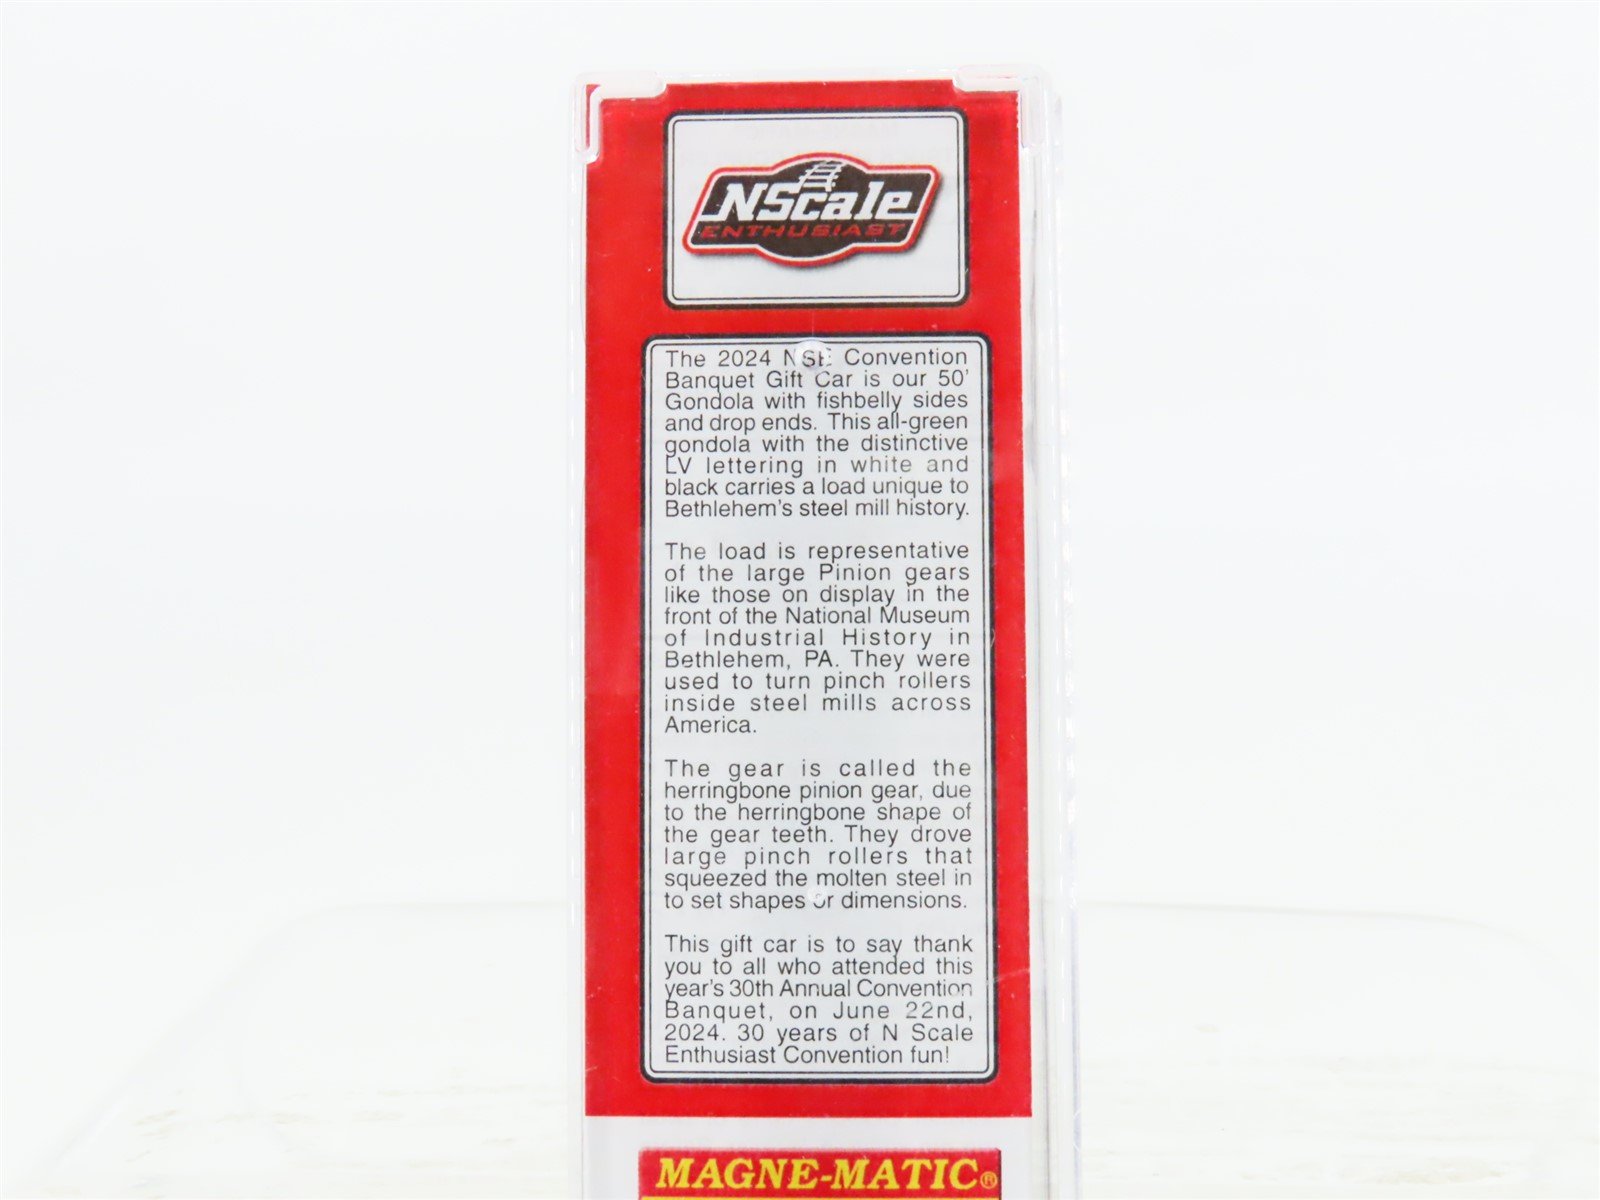 NScale
ENTHUSIAST
The 2024 NSE Convention
Banquet Gift Car is our 50'
Gondola with fishbelly sides
and drop ends. This all-green
gondola with the distinctive
LV lettering in white and
black carries a load unique to
Bethlehem's steel mill history.
The load is representative
of the large Pinion gears
like those on display in the
front of the National Museum
of Industrial History in
Bethlehem, PA. They were
used to turn pinch rollers
inside steel mills across
America.
The gear is called the
herringbone pinion gear, due
to the herringbone shape of
the gear teeth. They drove
large pinch rollers that
squeezed the molten steel in
to set shapes or dimensions.
This gift car is to say thank
you to all who attended this
year's 30th Annual Convention
Banquet, on June 22nd,
2024. 30 years of N Scale
Enthusiast Convention fun!
MAGNE-MATIC®